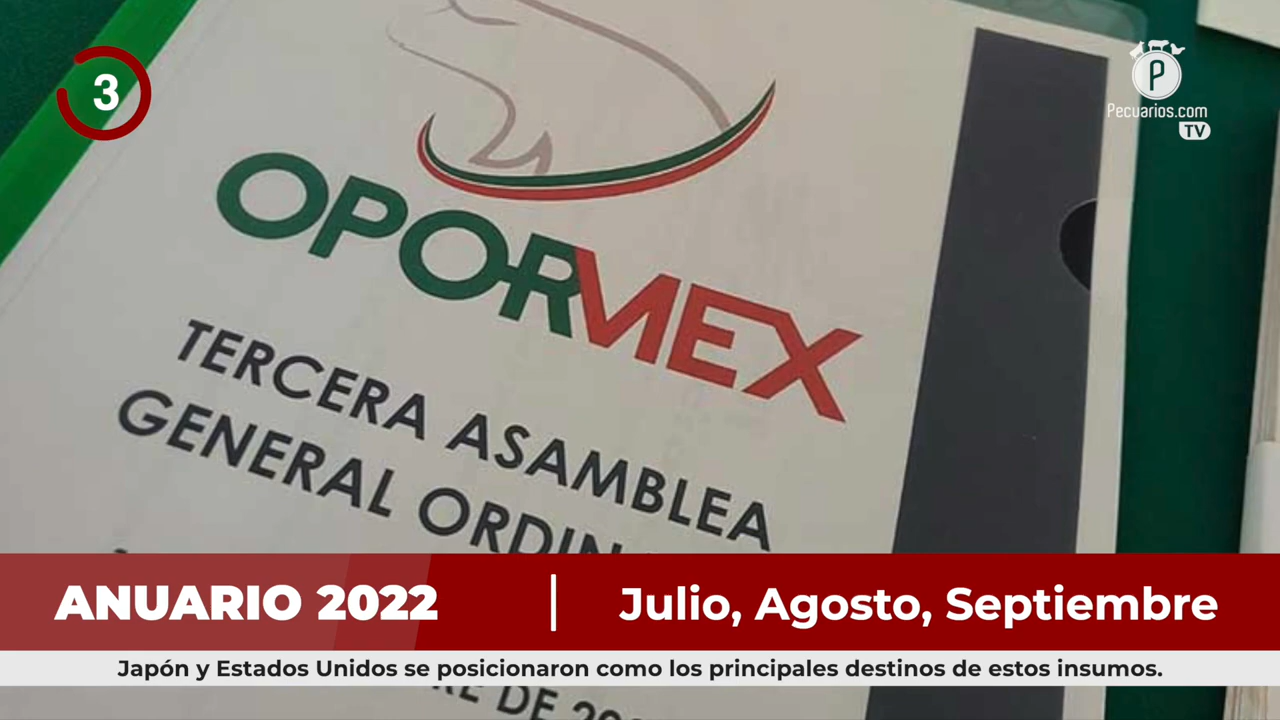 3
P
Pecuarios.com
TV
OPORMEX
TERCERA ASAMBLEA
GENERAL
ANUARIO 2022 | Julio, Agosto, Septiembre
Japón y Estados Unidos se posicionaron como los principales destinos de estos insumos.
DE